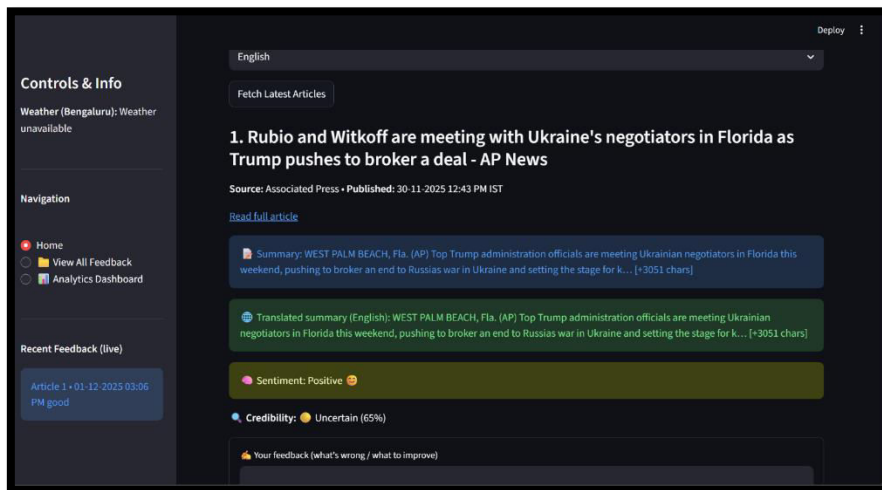 Deploy
Controls & Info
Weather (Bengaluru): Weather
unavailable
Navigation
Home
View All Feedback
Analytics Dashboard
Recent Feedback (live)
Article 1 • 01-12-2025 03:06
PM good
English
Fetch Latest Articles
1. Rubio and Witkoff are meeting with Ukraine's negotiators in Florida as
Trump pushes to broker a deal - AP News
Source: Associated Press • Published: 30-11-2025 12:43 PM IST
Read full article
Summary: WEST PALM BEACH, Fla. (AP) Top Trump administration officials are meeting Ukrainian negotiators in Florida this
weekend, pushing to broker an end to Russias war in Ukraine and setting the stage for k… [+3051 chars]
Translated summary (English): WEST PALM BEACH, Fla. (AP) Top Trump administration officials are meeting Ukrainian
negotiators in Florida this weekend, pushing to broker an end to Russias war in Ukraine and setting the stage for k… [+3051 chars]
Sentiment: Positive
Credibility: Uncertain (65%)
Your feedback (what's wrong / what to improve)